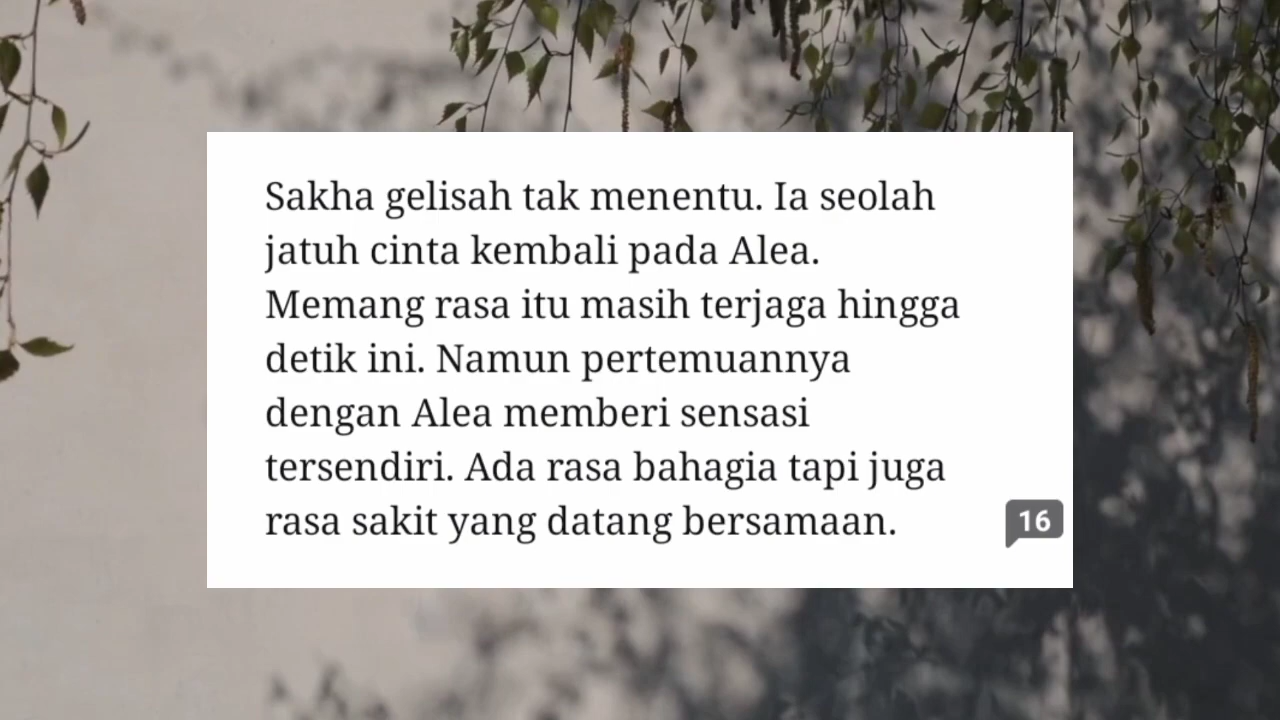 Sakha gelisah tak menentu. Ia seolah
jatuh cinta kembali pada Alea.
Memang rasa itu masih terjaga hingga
detik ini. Namun pertemuannya
dengan Alea memberi sensasi
tersendiri. Ada rasa bahagia tapi juga
rasa sakit yang datang bersamaan.
16